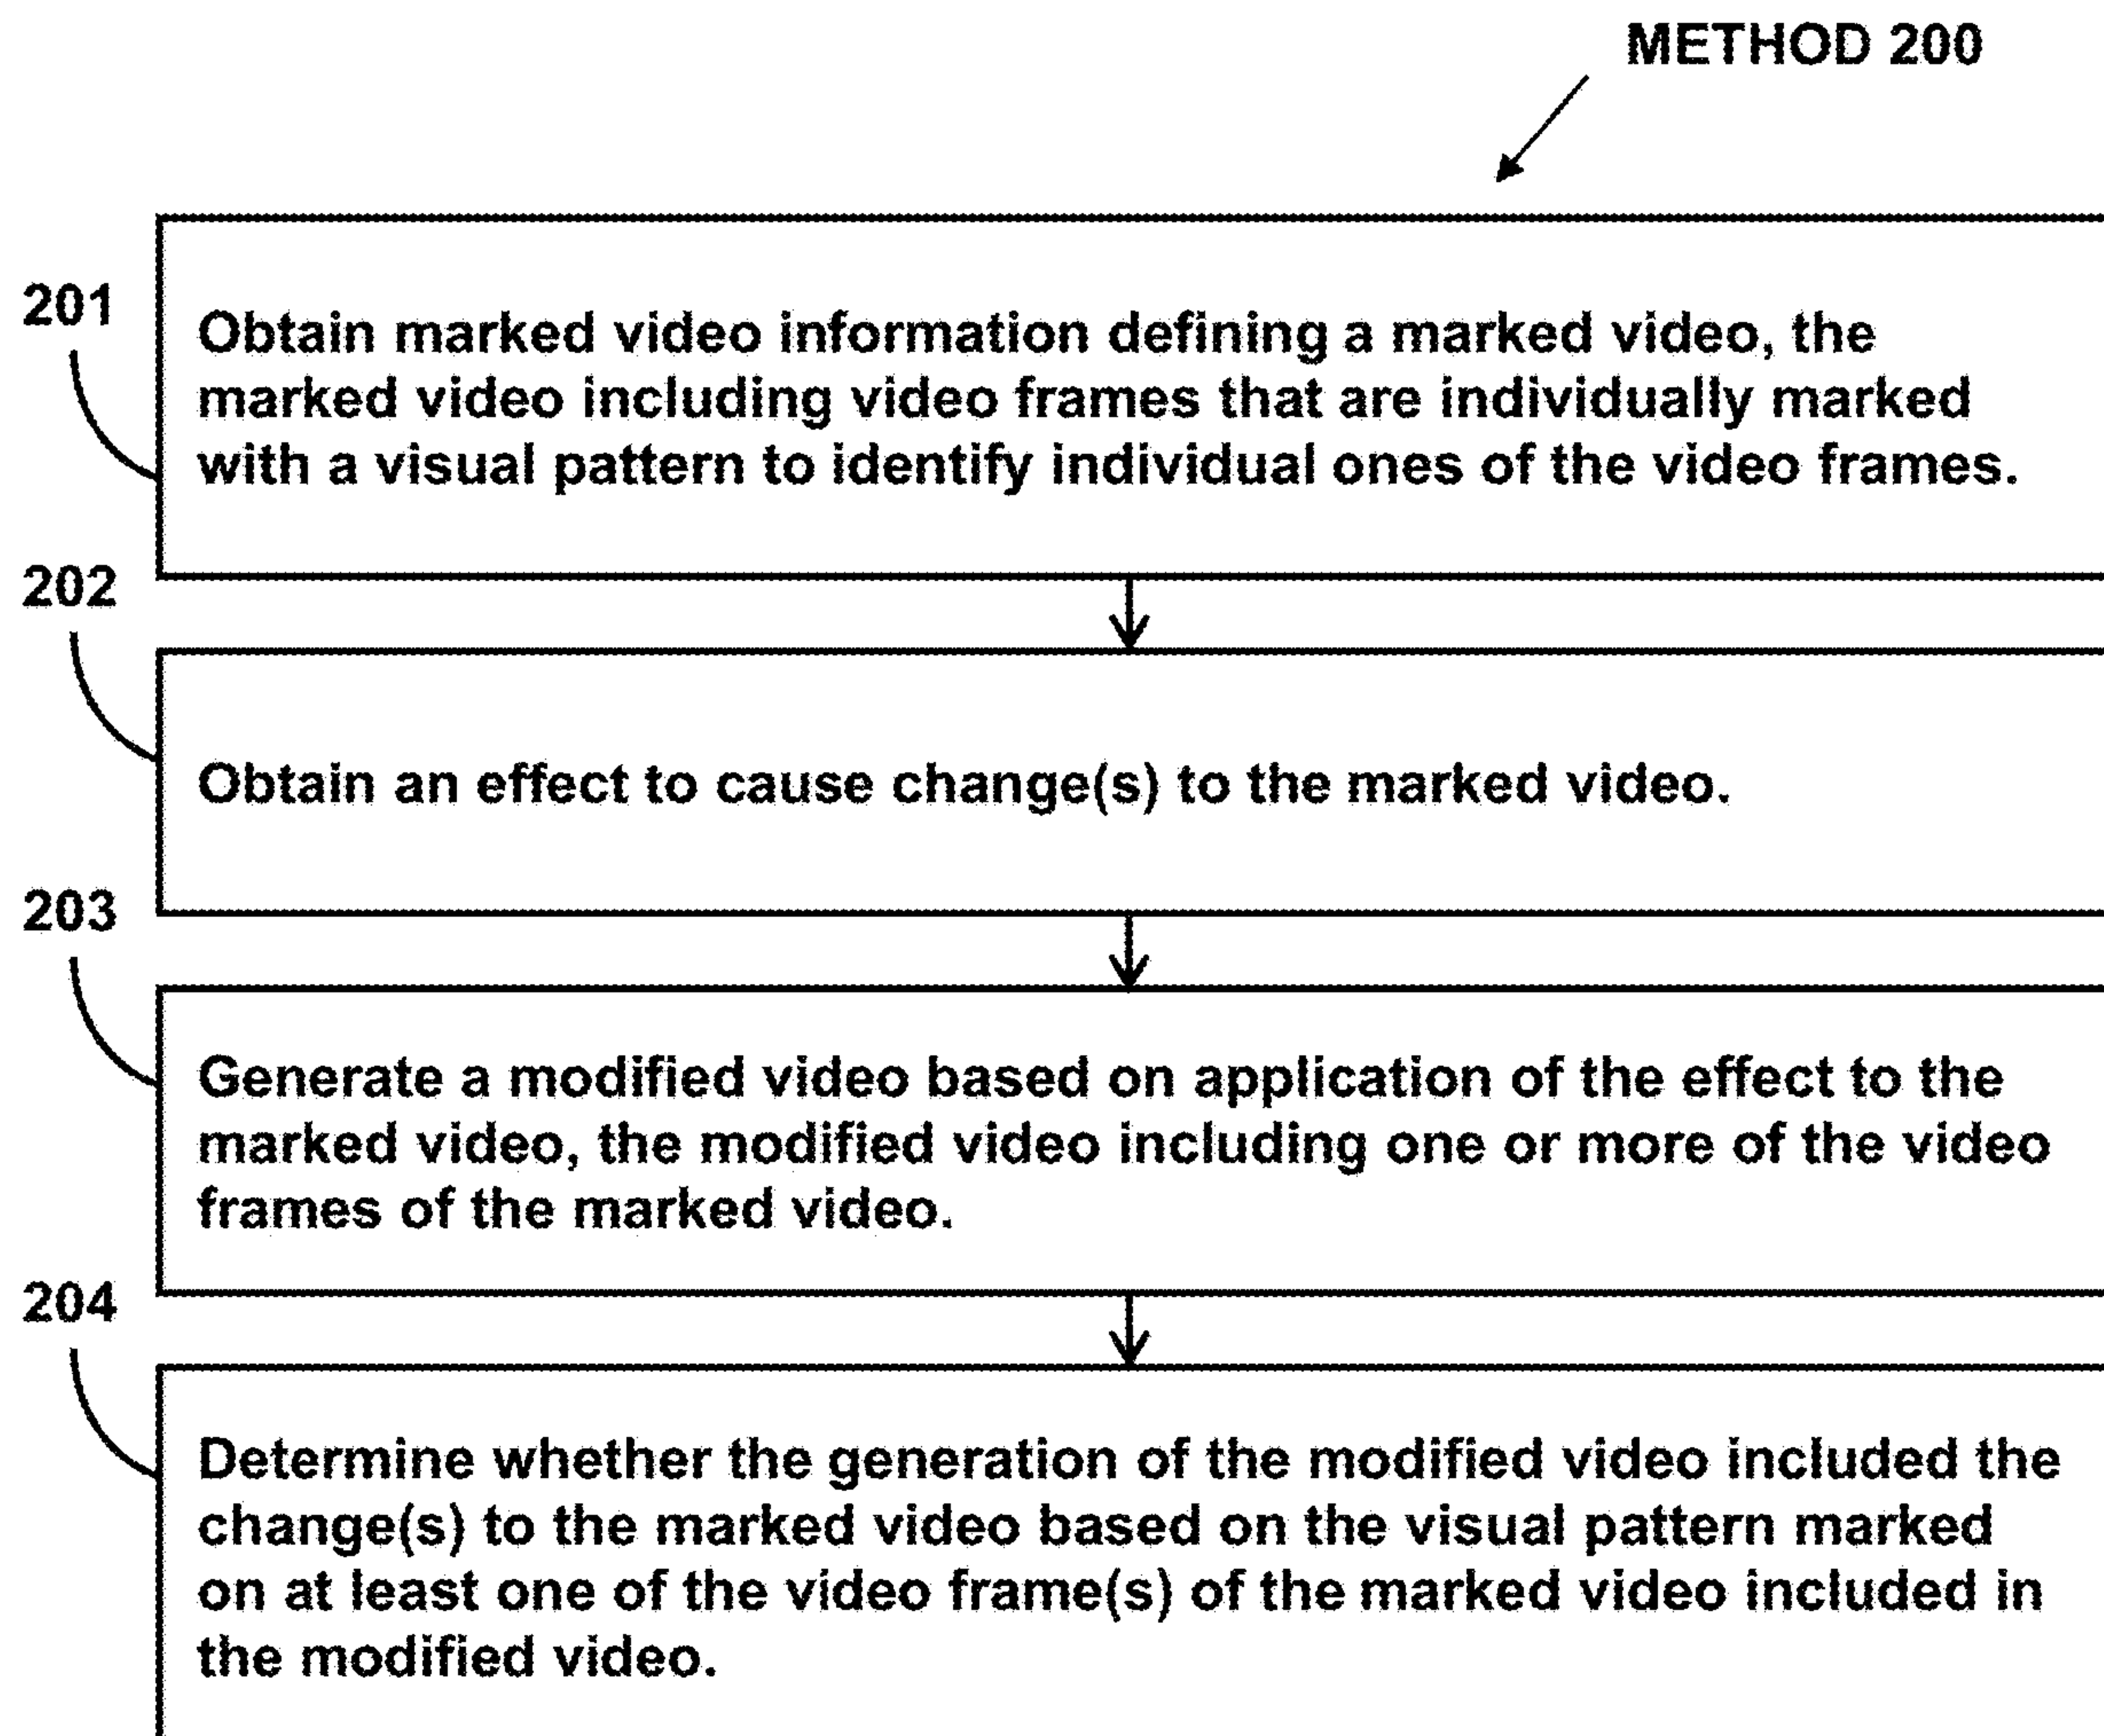 METHOD 200
201
Obtain marked video information defining a marked video, the
marked video including video frames that are individually marked
with a visual pattern to identify individual ones of the video frames.
202
Obtain an effect to cause change(s) to the marked video.
203
Generate a modified video based on application of the effect to the
marked video, the modified video including one or more of the video
frames of the marked video.
204
Determine whether the generation of the modified video included the
change(s) to the marked video based on the visual pattern marked
on at least one of the video frame(s) of the marked video included in
the modified video.